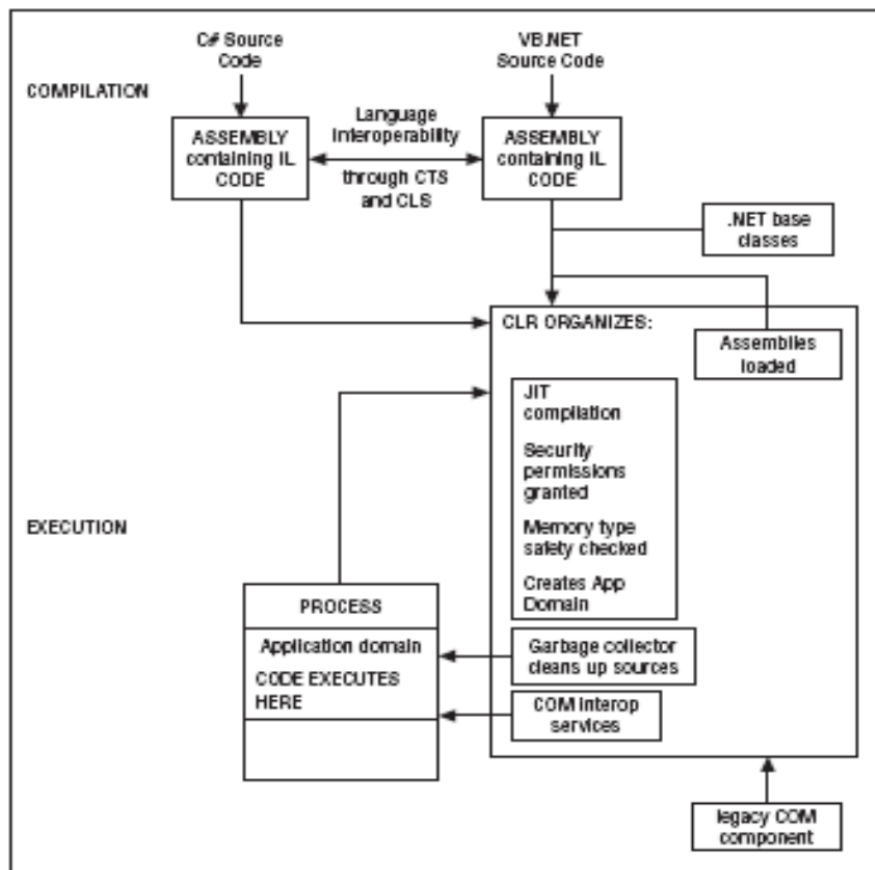 C# Source
Code
VB.NET
Source Code
COMPILATION
ASSEMBLY
containing IL
CODE
Language
Interoperability
through CTS
and CLS
ASSEMBLY
containing IL
CODE
.NET base
classes
CLR ORGANIZES:
Assemblies
loaded
JIT
compilation
Security
permissions
granted
Memory type
safety checked
Creates App
Domain
EXECUTION
PROCESS
Application domain
CODE EXECUTES
HERE
Garbage collector
cleans up sources
COM interop
services
legacy COM
component